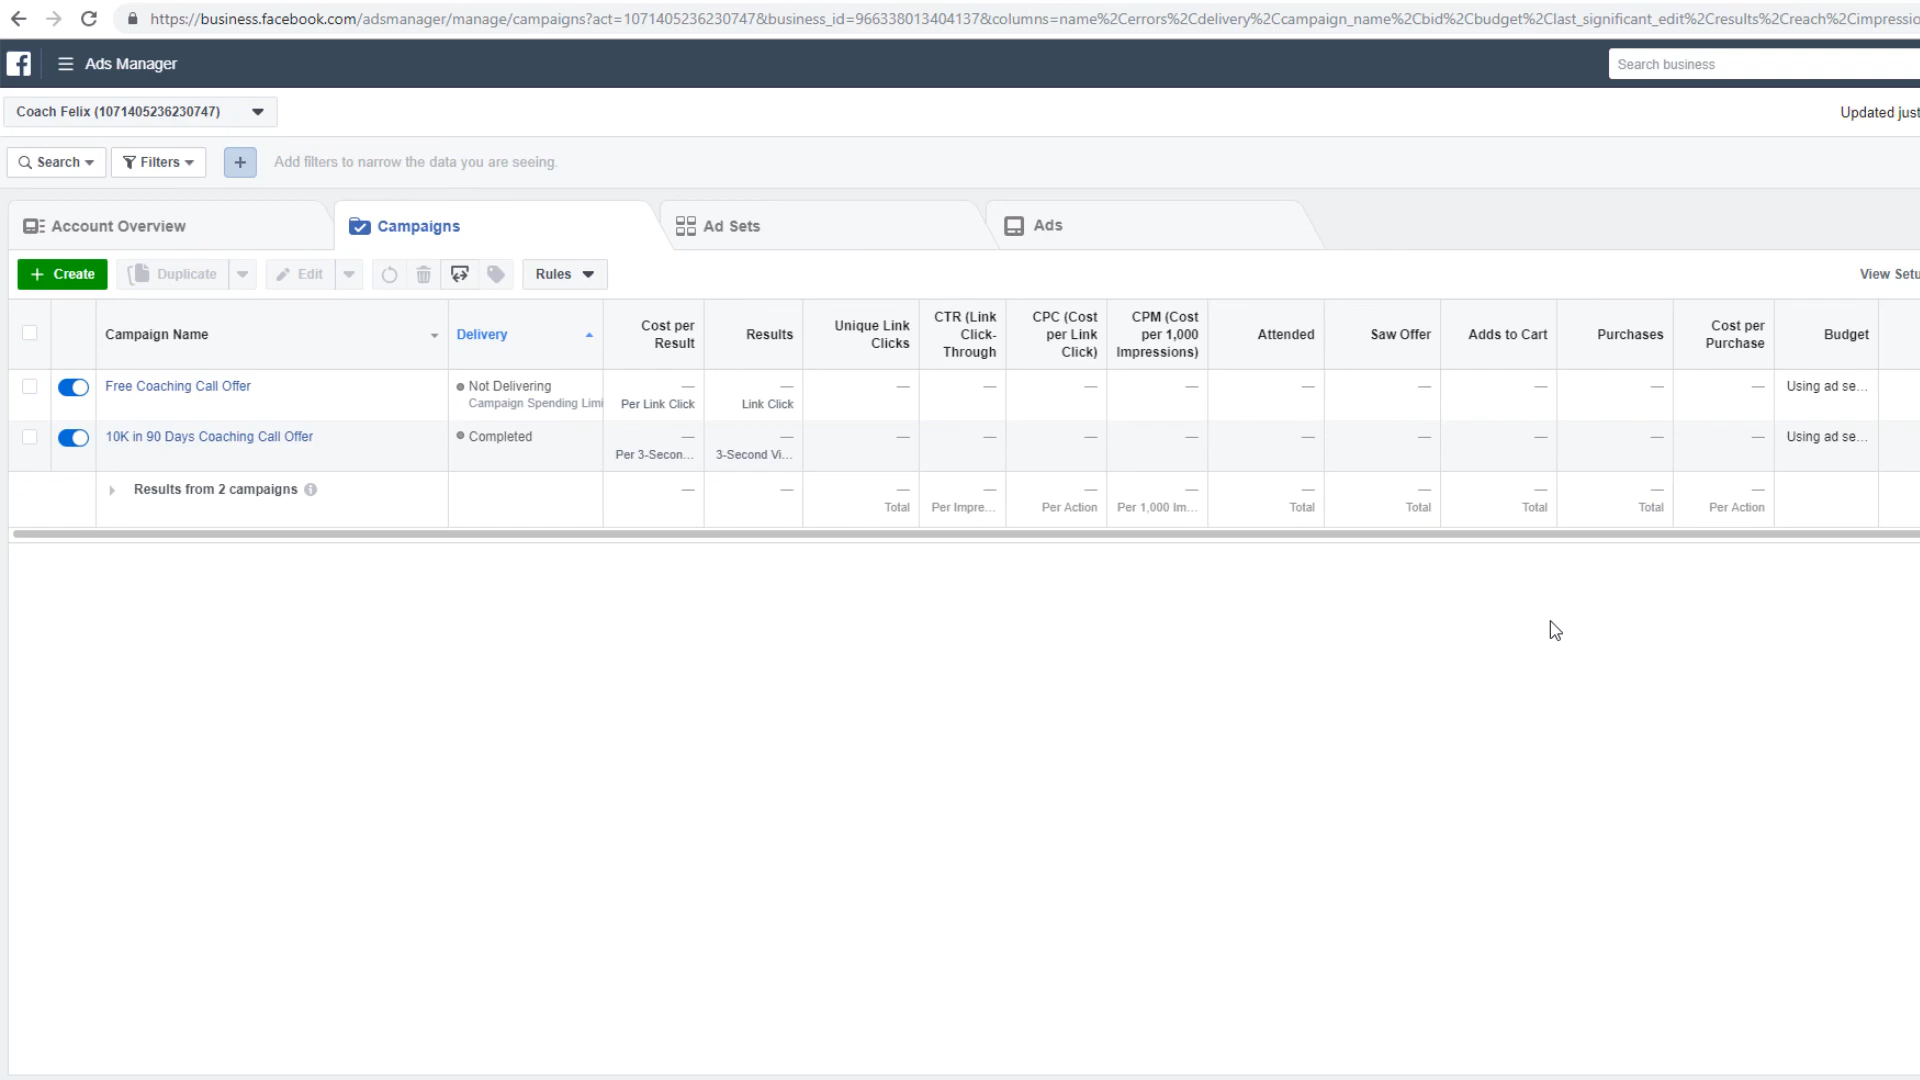 https://business.facebook.com/adsmanager/manage/campaigns?act=1071405236230747&business_id=966338013404137&columns=name%2Cerrors%2Cdelivery%2Ccampaign_name%2Cbid%2Cbudget%2Clast_significant_edit%2Cresults%2Creach%2Cimpressio
Ads Manager
Search business
Coach Felix (1071405236230747)
Updated just
Search
Filters
+
Add filters to narrow the data you are seeing.
Account Overview
Campaigns
Ad Sets
Ads
+ Create
Duplicate
Edit
Rules
View Setu
Campaign Name
Delivery
Cost per
Result
Results
Unique Link
Clicks
CTR (Link
Click-
Through
CPC (Cost
per Link
Click)
CPM (Cost
per 1,000
Impressions)
Attended
Saw Offer
Adds to Cart
Purchases
Cost per
Purchase
Budget
Free Coaching Call Offer
Not Delivering
Campaign Spending Limi
—
Per Link Click
—
Link Click
— — — — — — — — —
Using ad se...
10K in 90 Days Coaching Call Offer
Completed
—
Per 3-Secon...
—
3-Second Vi...
— — — — — — — — —
Using ad se...
Results from 2 campaigns
— — — — — — — — — — —
Total
Per Impre...
Per Action
Per 1,000 Im...
Total
Total
Total
Total
Per Action